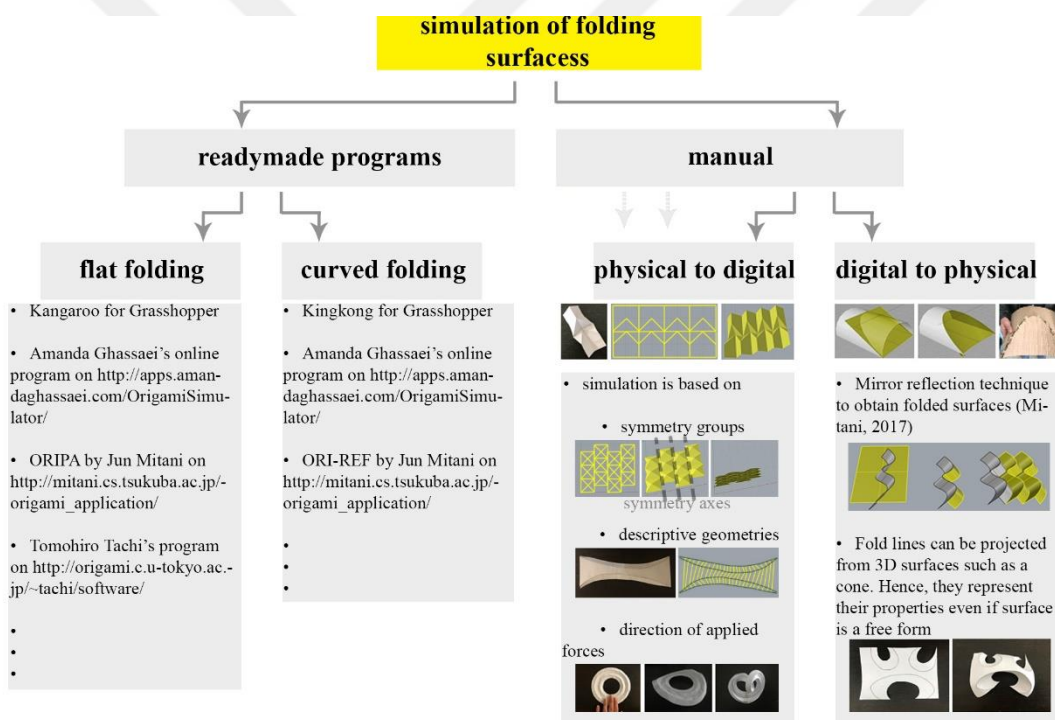 simulation of folding
surfacess
readymade programs
manual
flat folding
curved folding
physical to digital
digital to physical
• Kangaroo for Grasshopper
• Amanda Ghassaei's online
program on http://apps.aman-
daghassaei.com/OrigamiSimu-
lator/
• ORIPA by Jun Mitani on
http://mitani.cs.tsukuba.ac.jp/-
origami_application/
• Tomohiro Tachi's program
on http://origami.c.u-tokyo.ac.-
jp/~tachi/software/
•
•
•
• Kingkong for Grasshopper
• Amanda Ghassaei's online
program on http://apps.aman-
daghassaei.com/OrigamiSimu-
lator/
• ORI-REF by Jun Mitani on
http://mitani.cs.tsukuba.ac.jp/-
origami_application/
•
•
•
• simulation is based on
• symmetry groups
symmetry axes
• descriptive geometries
• direction of applied
forces
• Mirror reflection technique
to obtain folded surfaces (Mi-
tani, 2017)
• Fold lines can be projected
from 3D surfaces such as a
cone. Hence, they represent
their properties even if surface
is a free form